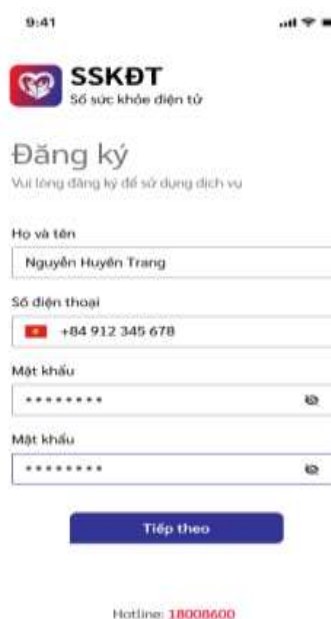 9:41
SSKĐT
Sổ sức khỏe điện tử
Đăng ký
Vui lòng đăng ký để sử dụng dịch vụ
Họ và tên
Nguyễn Huyền Trang
Số điện thoại
+84 912 345 678
Mật khẩu
********
Mật khẩu
********
Tiếp theo
Hotline: 18008600